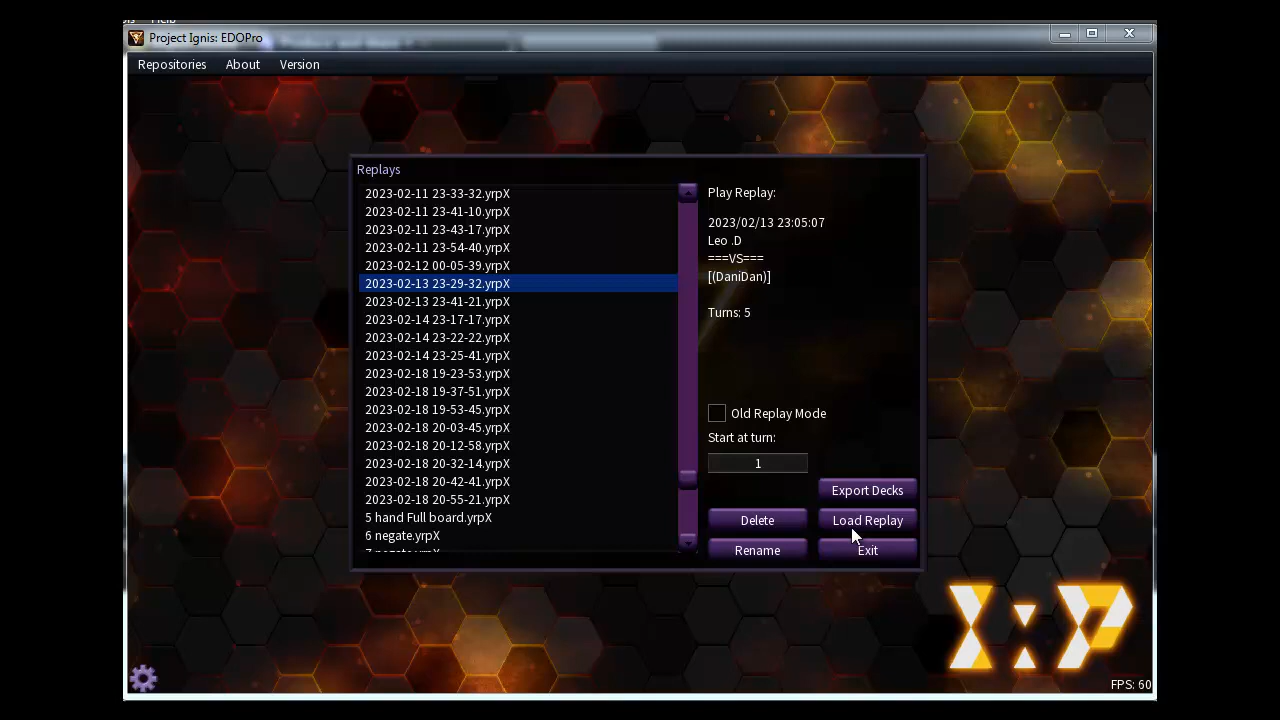 Help
Project Ignis: EDOPro
Repositories About Version
Replays
2023-02-11 23-33-32.yrpX
2023-02-11 23-41-10.yrpX
2023-02-11 23-43-17.yrpX
2023-02-11 23-54-40.yrpX
2023-02-12 00-05-39.yrpX
2023-02-13 23-29-32.yrpX
2023-02-13 23-41-21.yrpX
2023-02-14 23-17-17.yrpX
2023-02-14 23-22-22.yrpX
2023-02-14 23-25-41.yrpX
2023-02-18 19-23-53.yrpX
2023-02-18 19-37-51.yrpX
2023-02-18 19-53-45.yrpX
2023-02-18 20-03-45.yrpX
2023-02-18 20-12-58.yrpX
2023-02-18 20-32-14.yrpX
2023-02-18 20-42-41.yrpX
2023-02-18 20-55-21.yrpX
5 hand Full board.yrpX
6 negate.yrpX
7 negate.yrpX
Play Replay:
2023/02/13 23:05:07
Leo .D
===VS===
[(DaniDan)]
Turns: 5
Old Replay Mode
Start at turn:
1
Export Decks
Delete Load Replay
Rename Exit
X:P
FPS: 60